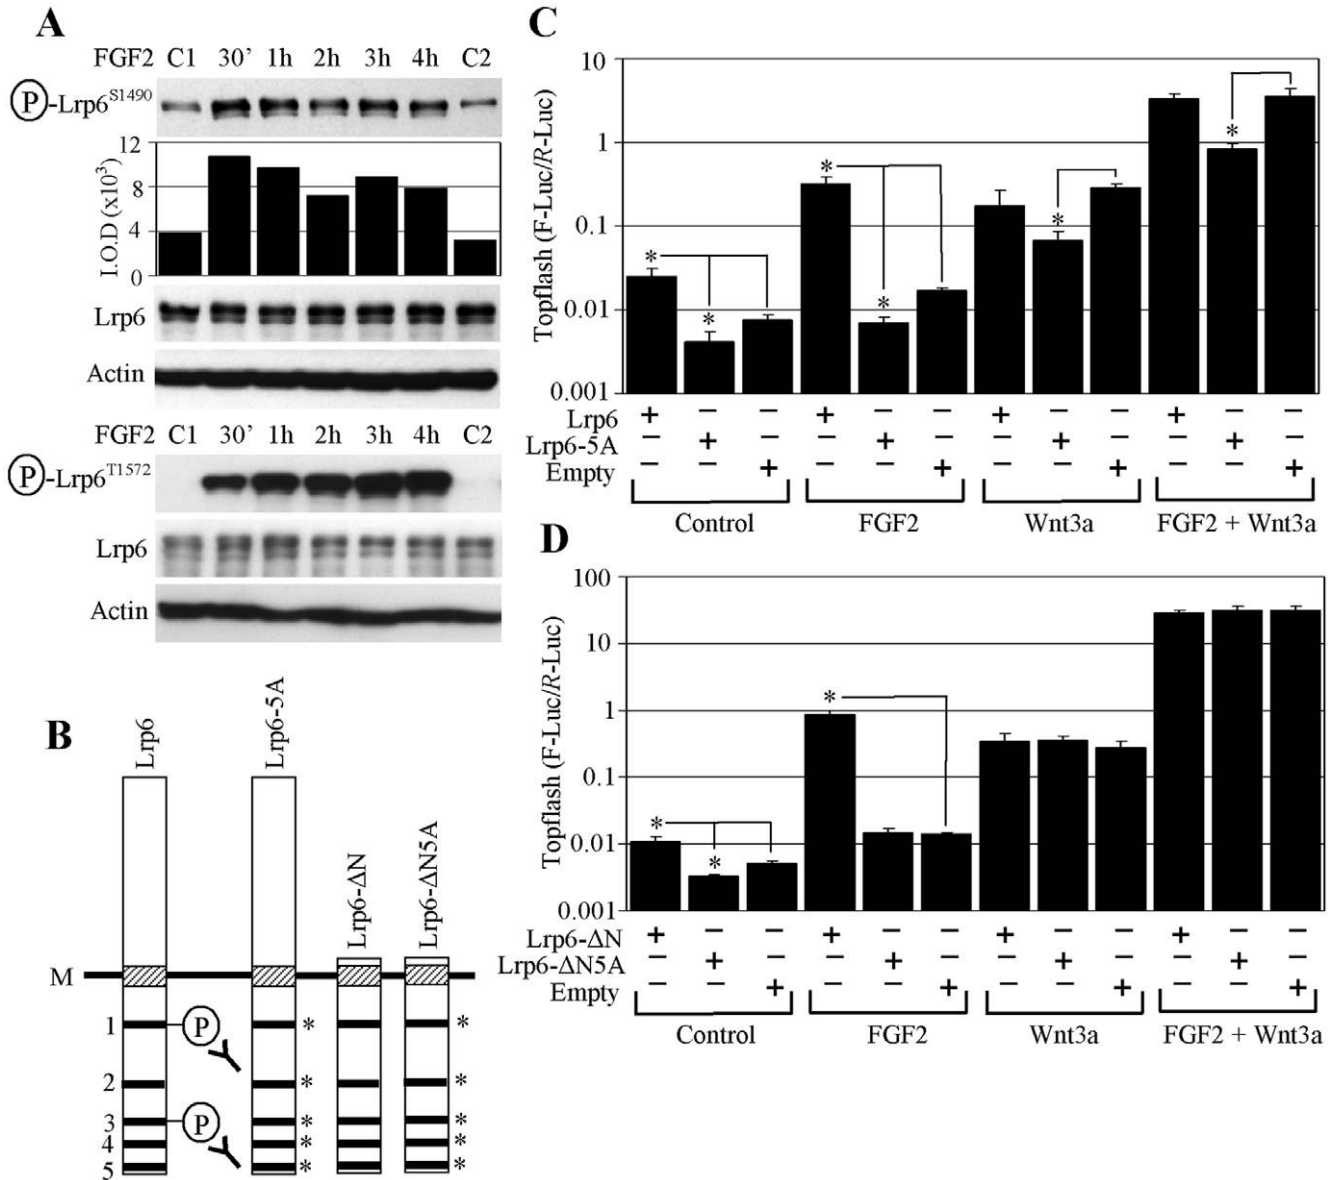 A
FGF2 C1 30’ 1h 2h 3h 4h C2
P-Lrp6S1490
I.O.D (x10³)
12
8
4
0
Lrp6
Actin
FGF2 C1 30’ 1h 2h 3h 4h C2
P-Lrp6T1572
Lrp6
Actin
B
Lrp6
Lrp6-5A
Lrp6-ΔN
Lrp6-ΔN5A
M
1 P *  *
2 *  *
3 P *  *
4 *  *
5 *  *
C
Topflash (F-Luc/R-Luc)
10
1
0.1
0.01
0.001
* * * * * *
Lrp6 + − − + − − + − − + − −
Lrp6-5A − + − − + − − + − − + −
Empty − − + − − + − − + − − +
Control FGF2 Wnt3a FGF2 + Wnt3a
D
Topflash (F-Luc/R-Luc)
100
10
1
0.1
0.01
0.001
* * *
Lrp6-ΔN + − − + − − + − − + − −
Lrp6-ΔN5A − + − − + − − + − − + −
Empty − − + − − + − − + − − +
Control FGF2 Wnt3a FGF2 + Wnt3a